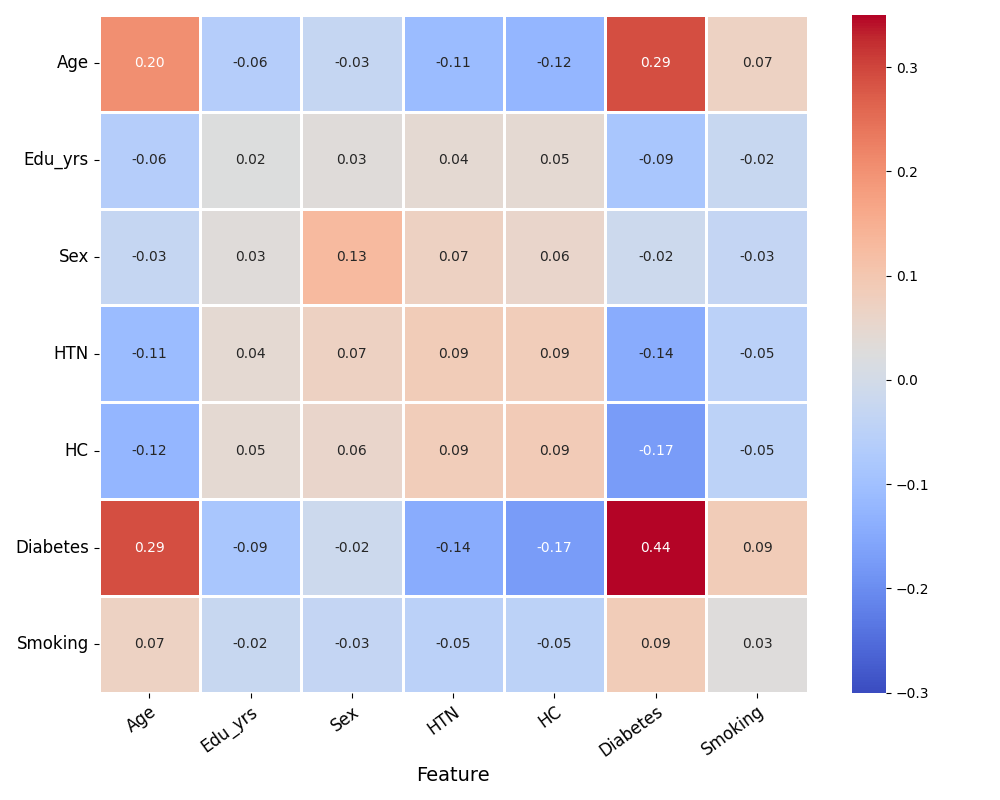 Age 0.20 -0.06 -0.03 -0.11 -0.12 0.29 0.07
Edu_yrs -0.06 0.02 0.03 0.04 0.05 -0.09 -0.02
Sex -0.03 0.03 0.13 0.07 0.06 -0.02 -0.03
HTN -0.11 0.04 0.07 0.09 0.09 -0.14 -0.05
HC -0.12 0.05 0.06 0.09 0.09 -0.17 -0.05
Diabetes 0.29 -0.09 -0.02 -0.14 -0.17 0.44 0.09
Smoking 0.07 -0.02 -0.03 -0.05 -0.05 0.09 0.03
Age Edu_yrs Sex HTN HC Diabetes Smoking
Feature
0.3
0.2
0.1
0.0
−0.1
−0.2
−0.3